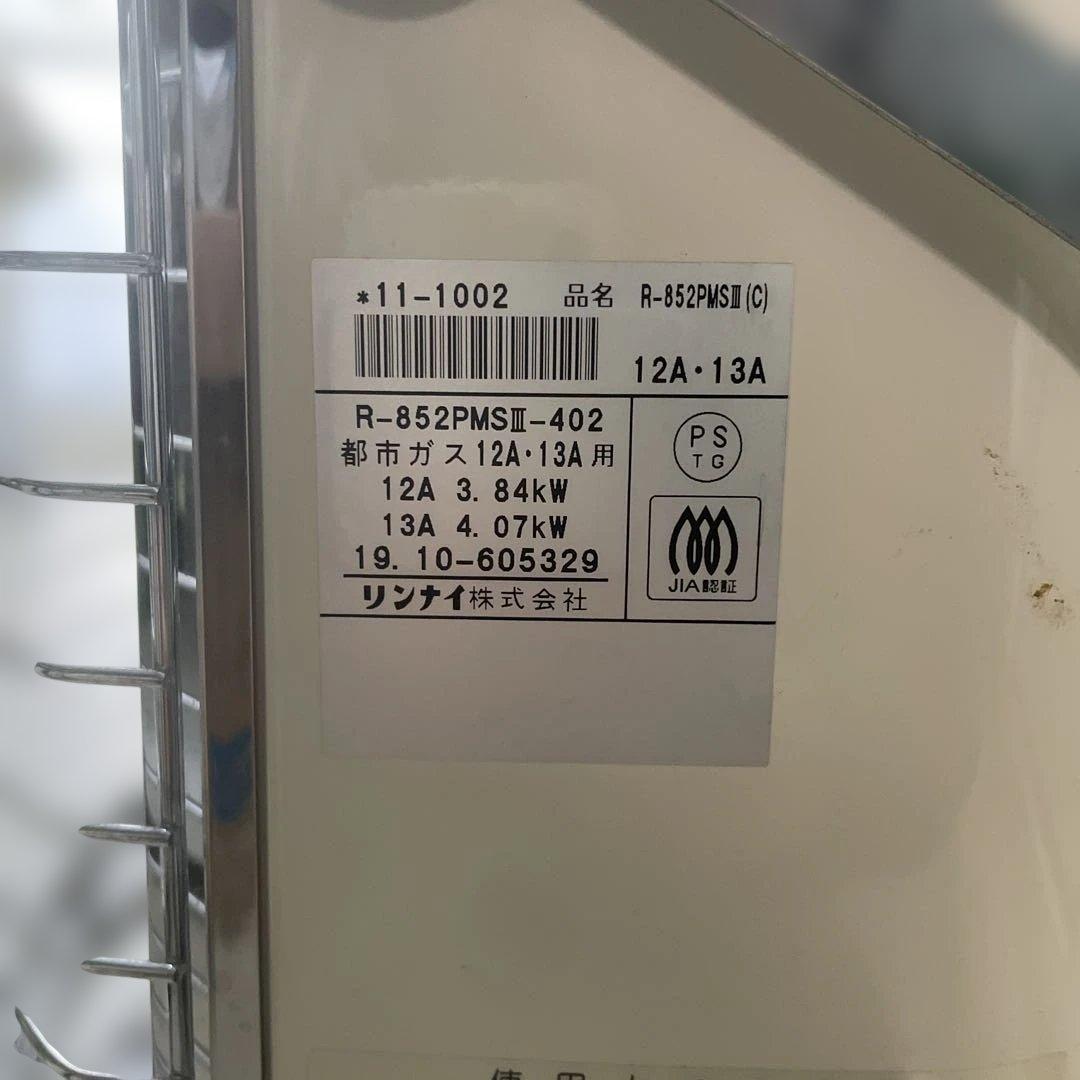 *11-1002 品名 R-852PMSⅢ(C)
12A・13A
R-852PMSⅢ-402
都市ガス12A・13A用
12A 3.84kW
13A 4.07kW
19.10-605329
リンナイ株式会社
PS
TG
JIA認証